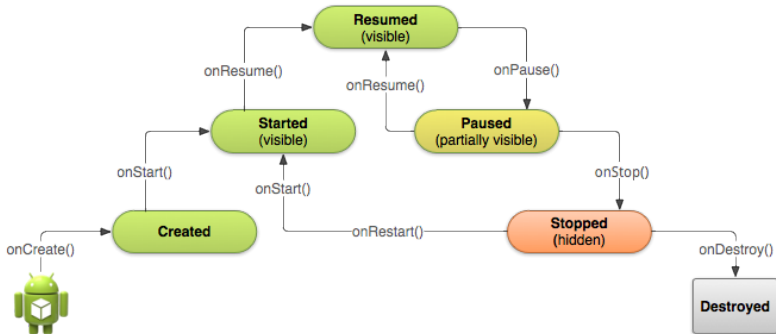 Resumed
(visible)
onResume()
onResume()
onPause()
Started
(visible)
Paused
(partially visible)
onStart()
onStart()
onStop()
Created
onRestart()
Stopped
(hidden)
onCreate()
onDestroy()
Destroyed